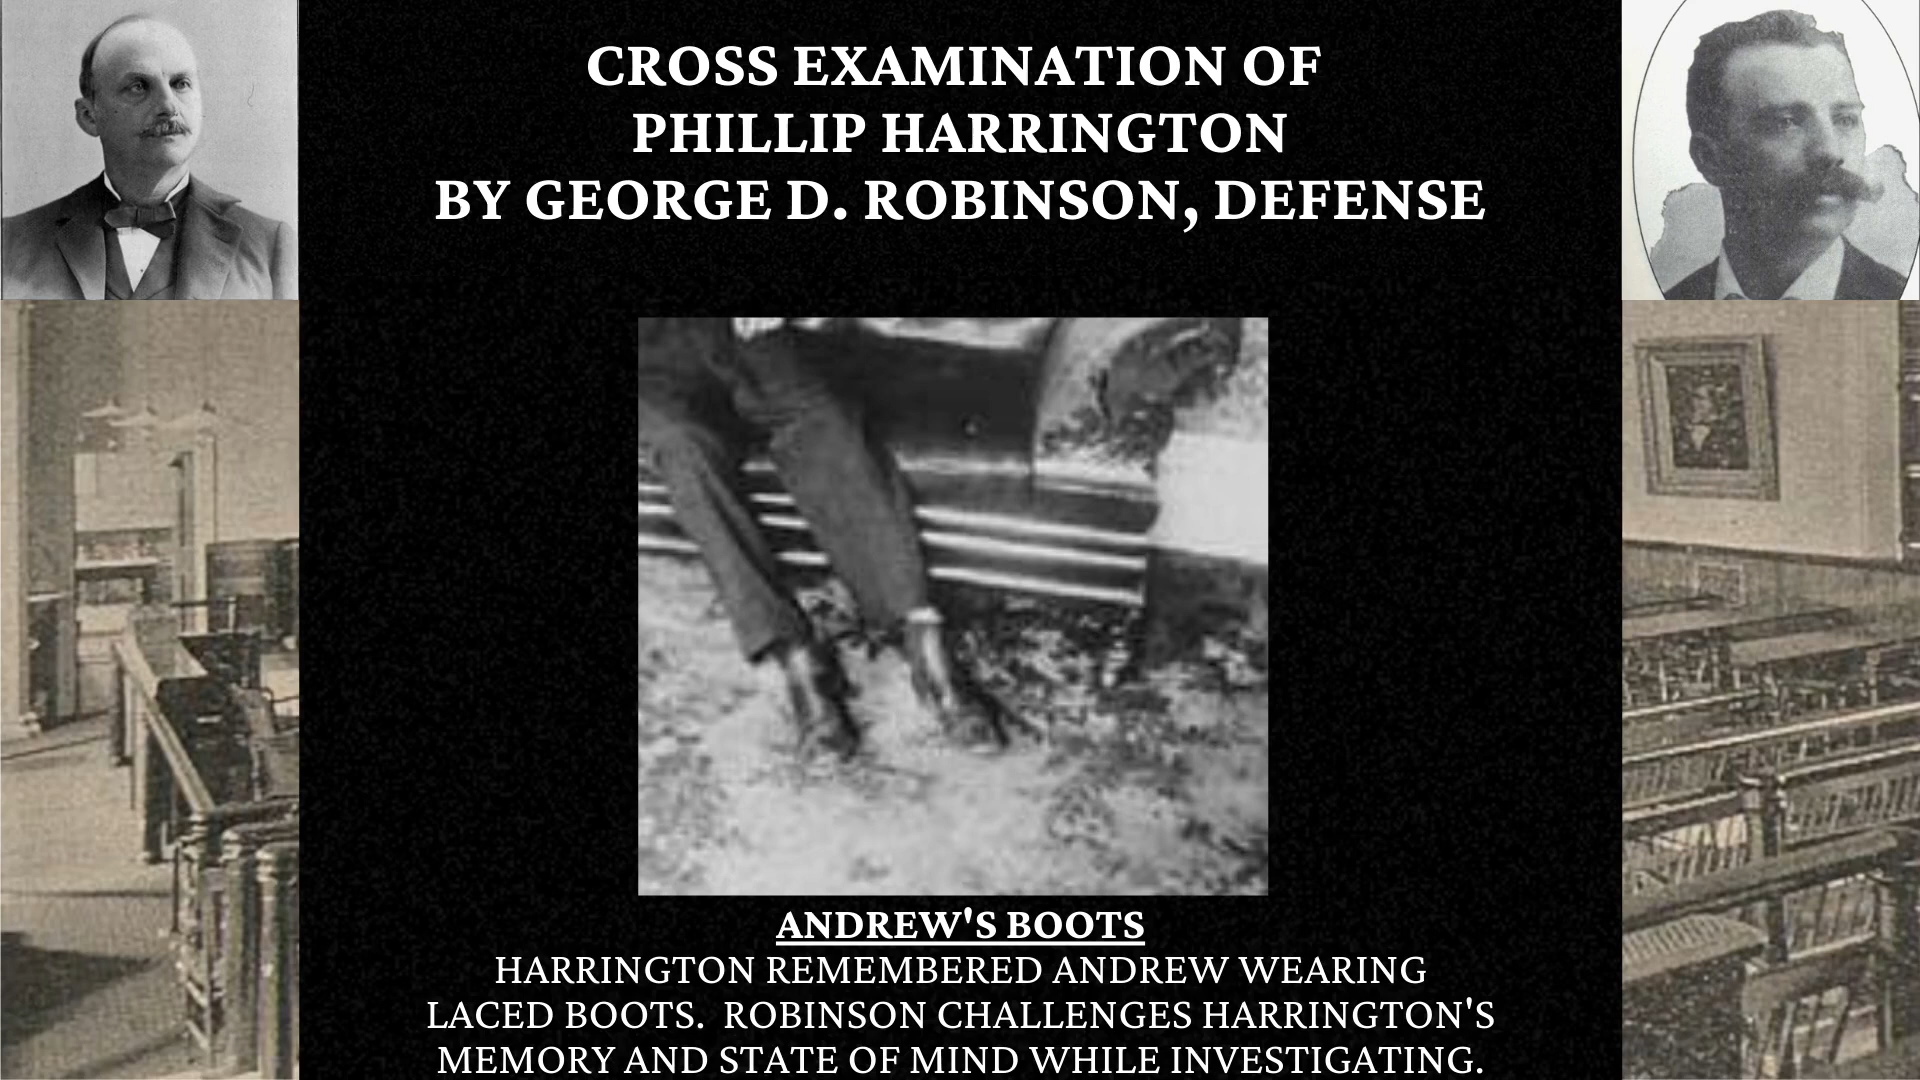 CROSS EXAMINATION OF
PHILLIP HARRINGTON
BY GEORGE D. ROBINSON, DEFENSE
ANDREW'S BOOTS
HARRINGTON REMEMBERED ANDREW WEARING
LACED BOOTS.  ROBINSON CHALLENGES HARRINGTON'S
MEMORY AND STATE OF MIND WHILE INVESTIGATING.